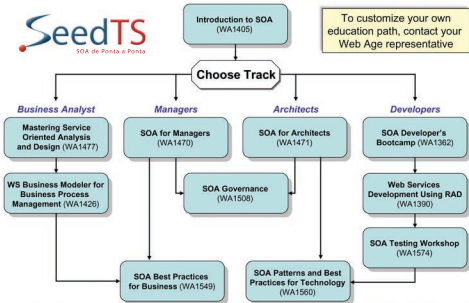 SeedTS
SOA de Ponta a Ponta
Introduction to SOA
(WA1405)
To customize your own
education path, contact your
Web Age representative
Choose Track
Business Analyst
Managers
Architects
Developers
Mastering Service
Oriented Analysis
and Design (WA1477)
SOA for Managers
(WA1470)
SOA for Architects
(WA1471)
SOA Developer's
Bootcamp (WA1362)
WS Business Modeler for
Business Process
Management (WA1426)
SOA Governance
(WA1508)
Web Services
Development Using RAD
(WA1390)
SOA Testing Workshop
(WA1574)
SOA Best Practices
for Business (WA1549)
SOA Patterns and Best
Practices for Technology
(WA1560)